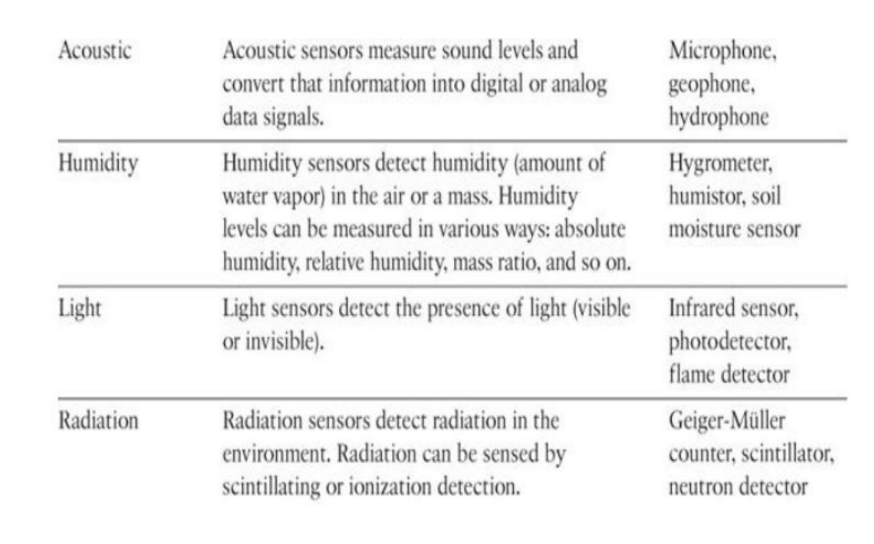 Acoustic
Acoustic sensors measure sound levels and
convert that information into digital or analog
data signals.
Microphone,
geophone,
hydrophone
Humidity
Humidity sensors detect humidity (amount of
water vapor) in the air or a mass. Humidity
levels can be measured in various ways: absolute
humidity, relative humidity, mass ratio, and so on.
Hygrometer,
humistor, soil
moisture sensor
Light
Light sensors detect the presence of light (visible
or invisible).
Infrared sensor,
photodetector,
flame detector
Radiation
Radiation sensors detect radiation in the
environment. Radiation can be sensed by
scintillating or ionization detection.
Geiger-Müller
counter, scintillator,
neutron detector